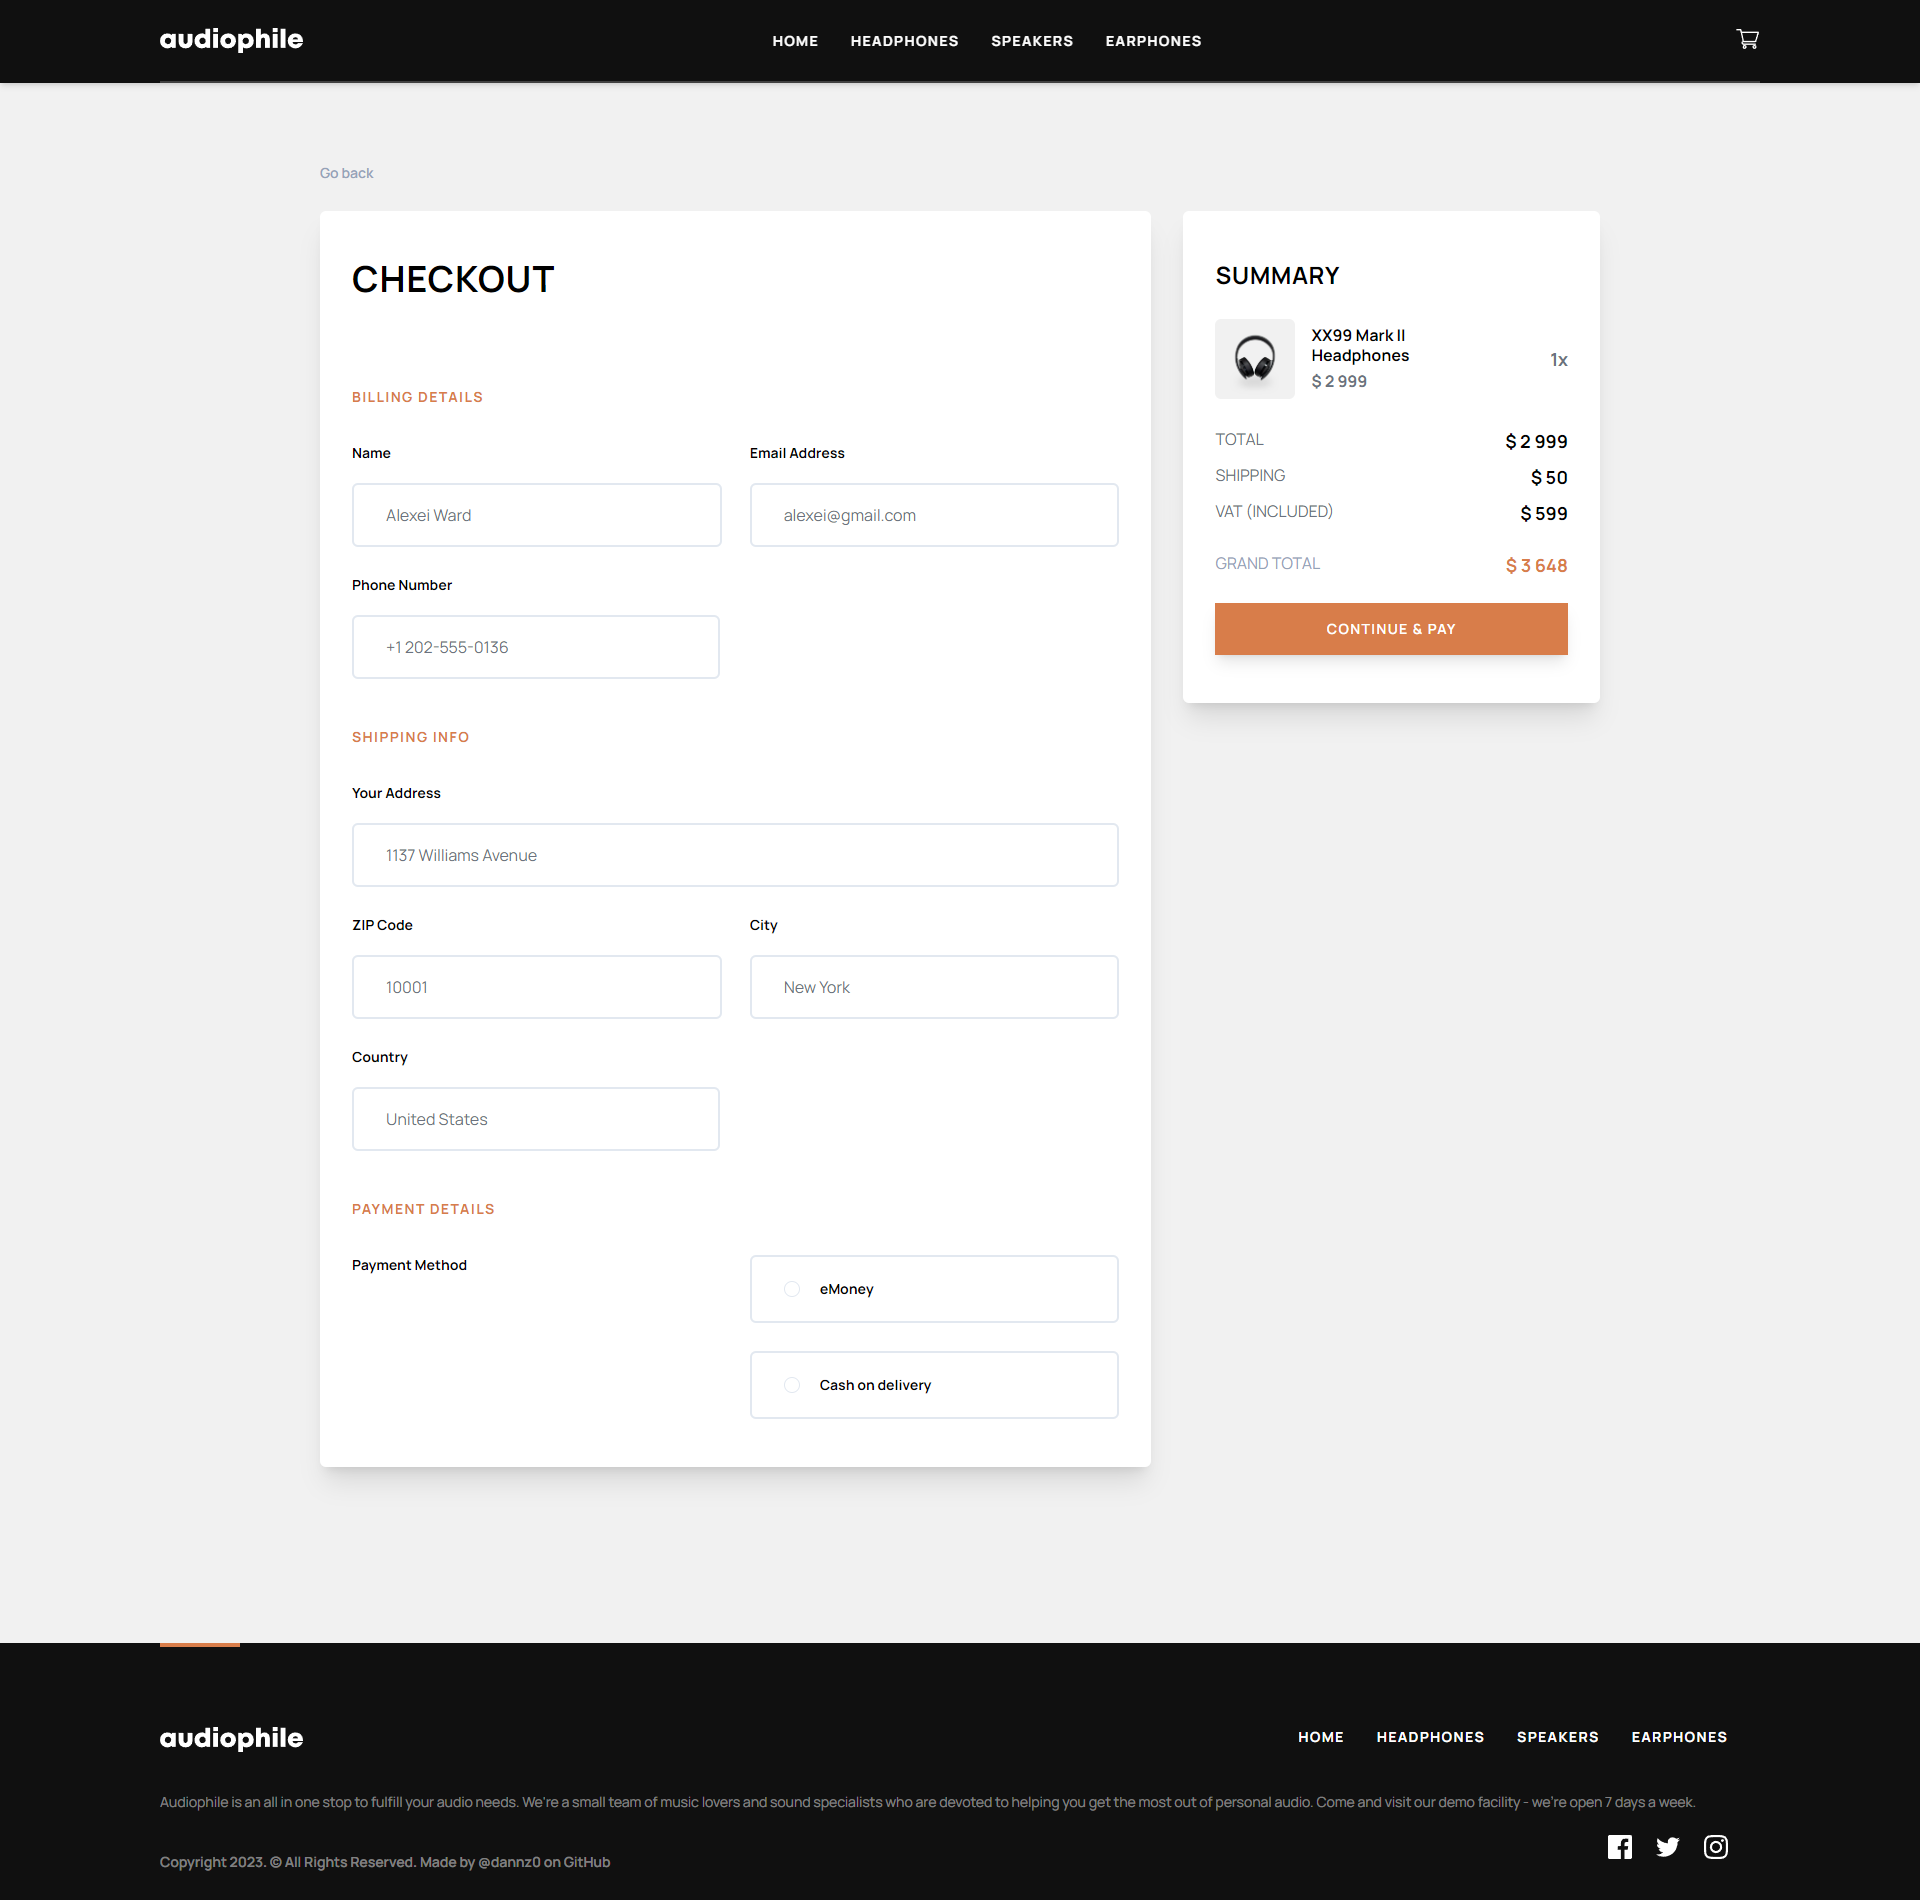 audiophile
HOME HEADPHONES SPEAKERS EARPHONES
Go back
CHECKOUT
BILLING DETAILS
Name
Email Address
Alexei Ward
alexei@gmail.com
Phone Number
+1 202-555-0136
SHIPPING INFO
Your Address
1137 Williams Avenue
ZIP Code
City
10001
New York
Country
United States
PAYMENT DETAILS
Payment Method
eMoney
Cash on delivery
SUMMARY
XX99 Mark II
Headphones
$ 2 999
1x
TOTAL $ 2 999
SHIPPING $ 50
VAT (INCLUDED) $ 599
GRAND TOTAL $ 3 648
CONTINUE & PAY
audiophile
HOME HEADPHONES SPEAKERS EARPHONES
Audiophile is an all in one stop to fulfill your audio needs. We're a small team of music lovers and sound specialists who are devoted to helping you get the most out of personal audio. Come and visit our demo facility - we're open 7 days a week.
Copyright 2023. © All Rights Reserved. Made by @dannz0 on GitHub